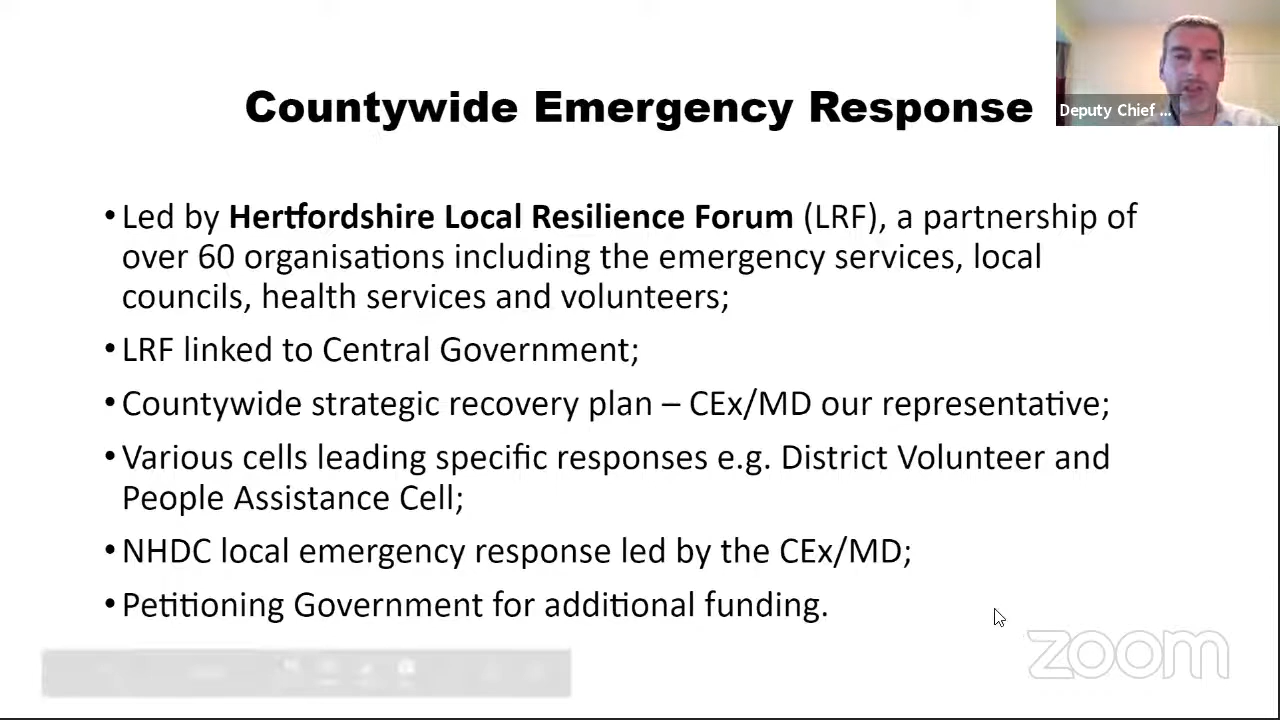 Countywide Emergency Response
Deputy Chief ...
• Led by Hertfordshire Local Resilience Forum (LRF), a partnership of
over 60 organisations including the emergency services, local
councils, health services and volunteers;
• LRF linked to Central Government;
• Countywide strategic recovery plan – CEx/MD our representative;
• Various cells leading specific responses e.g. District Volunteer and
People Assistance Cell;
• NHDC local emergency response led by the CEx/MD;
• Petitioning Government for additional funding.
zoom